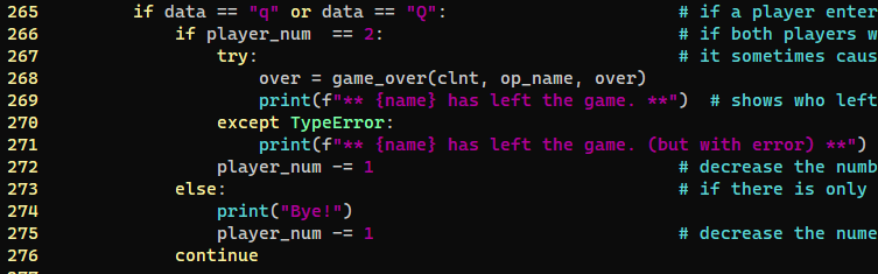 265 if data == "q" or data == "Q": # if a player enter
266 if player_num == 2: # if both players w
267 try: # it sometimes caus
268 over = game_over(clnt, op_name, over)
269 print(f"** {name} has left the game. **") # shows who left
270 except TypeError:
271 print(f"** {name} has left the game. (but with error) **")
272 player_num -= 1 # decrease the numb
273 else: # if there is only
274 print("Bye!")
275 player_num -= 1 # decrease the nume
276 continue